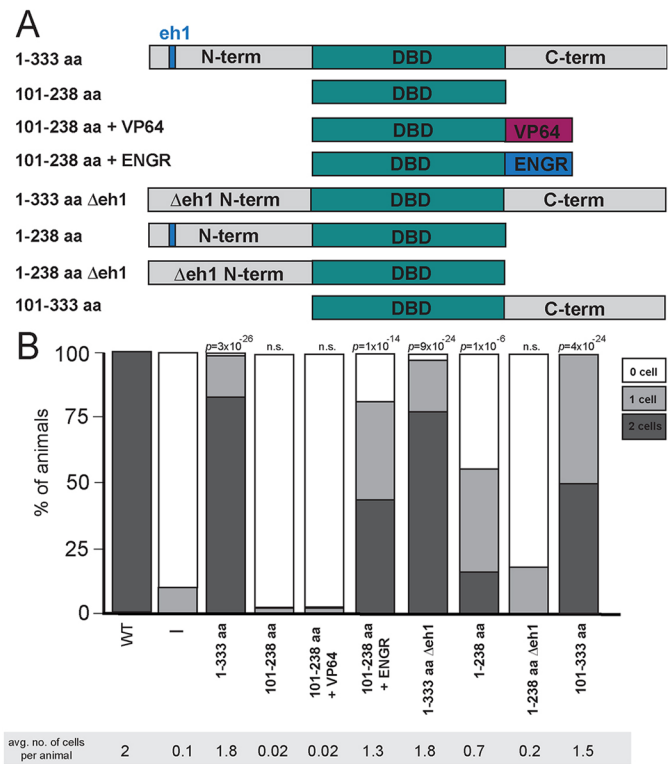 A
eh1
1-333 aa N-term DBD C-term
101-238 aa DBD
101-238 aa + VP64 DBD VP64
101-238 aa + ENGR DBD ENGR
1-333 aa Δeh1 Δeh1 N-term DBD C-term
1-238 aa N-term DBD
1-238 aa Δeh1 Δeh1 N-term DBD
101-333 aa DBD C-term
B
p=3x10-26 n.s. n.s. p=1x10-14 p=9x10-24 p=1x10-6 n.s. p=4x10-24
% of animals
100
75
50
25
0
0 cell
1 cell
2 cells
WT
I
1-333 aa
101-238 aa
101-238 aa
+ VP64
101-238 aa
+ ENGR
1-333 aa Δeh1
1-238 aa
1-238 aa Δeh1
101-333 aa
avg. no. of cells
per animal
2 0.1 1.8 0.02 0.02 1.3 1.8 0.7 0.2 1.5